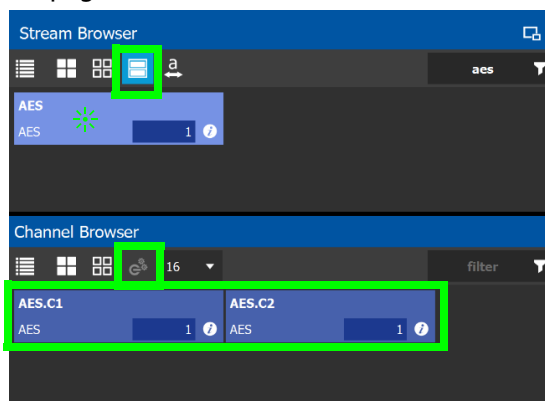 Stream Browser
a
aes
AES
AES 1 i
Channel Browser
16
filter
AES.C1 AES.C2
AES 1 i AES 1 i